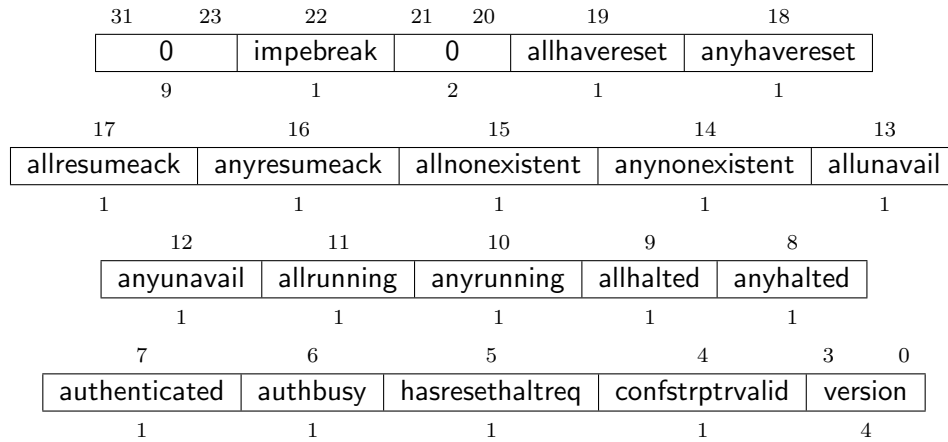 31 23 22 21 20 19 18
0 impebreak 0 allhavereset anyhavereset
9 1 2 1 1
17 16 15 14 13
allresumeack anyresumeack allnonexistent anynonexistent allunavail
1 1 1 1 1
12 11 10 9 8
anyunavail allrunning anyrunning allhalted anyhalted
1 1 1 1 1
7 6 5 4 3 0
authenticated authbusy hasresethaltreq confstrptrvalid version
1 1 1 1 4